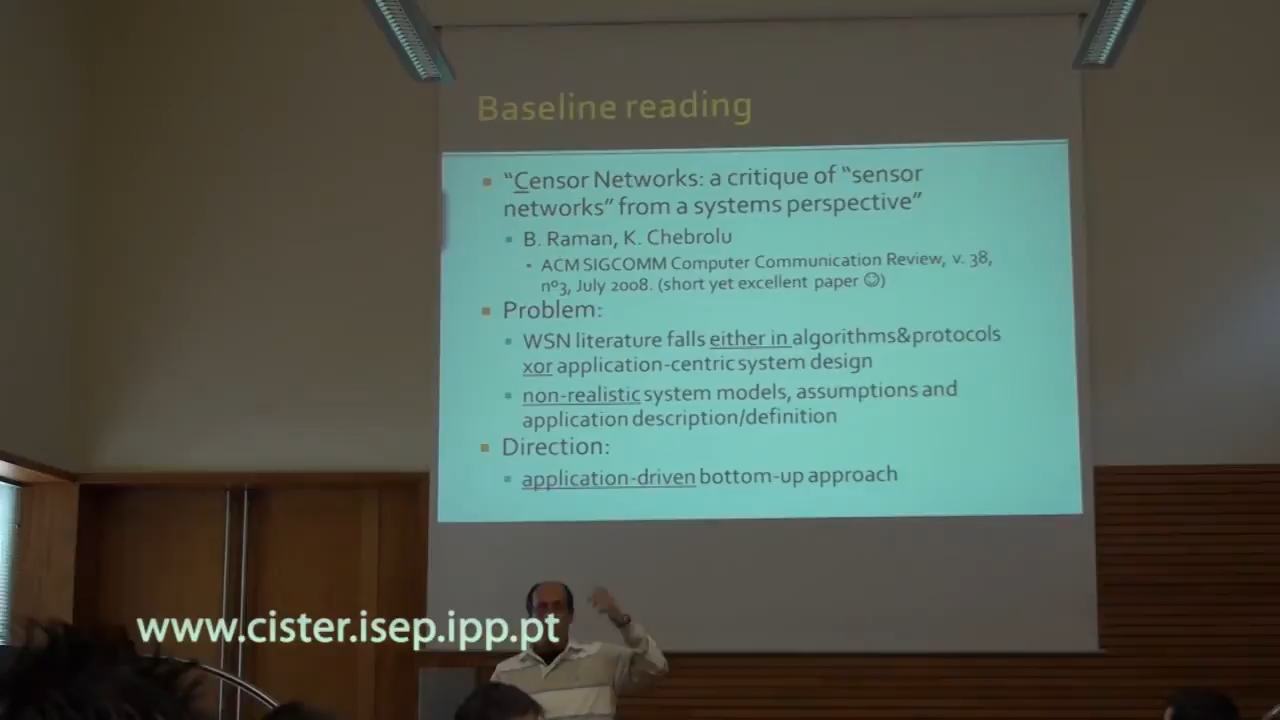 Baseline reading
"Censor Networks: a critique of "sensor
networks" from a systems perspective"
B. Raman, K. Chebrolu
ACM SIGCOMM Computer Communication Review, v. 38,
nº3, July 2008. (short yet excellent paper ☺)
Problem:
WSN literature falls either in algorithms&protocols
xor application-centric system design
non-realistic system models, assumptions and
application description/definition
Direction:
application-driven bottom-up approach
www.cister.isep.ipp.pt